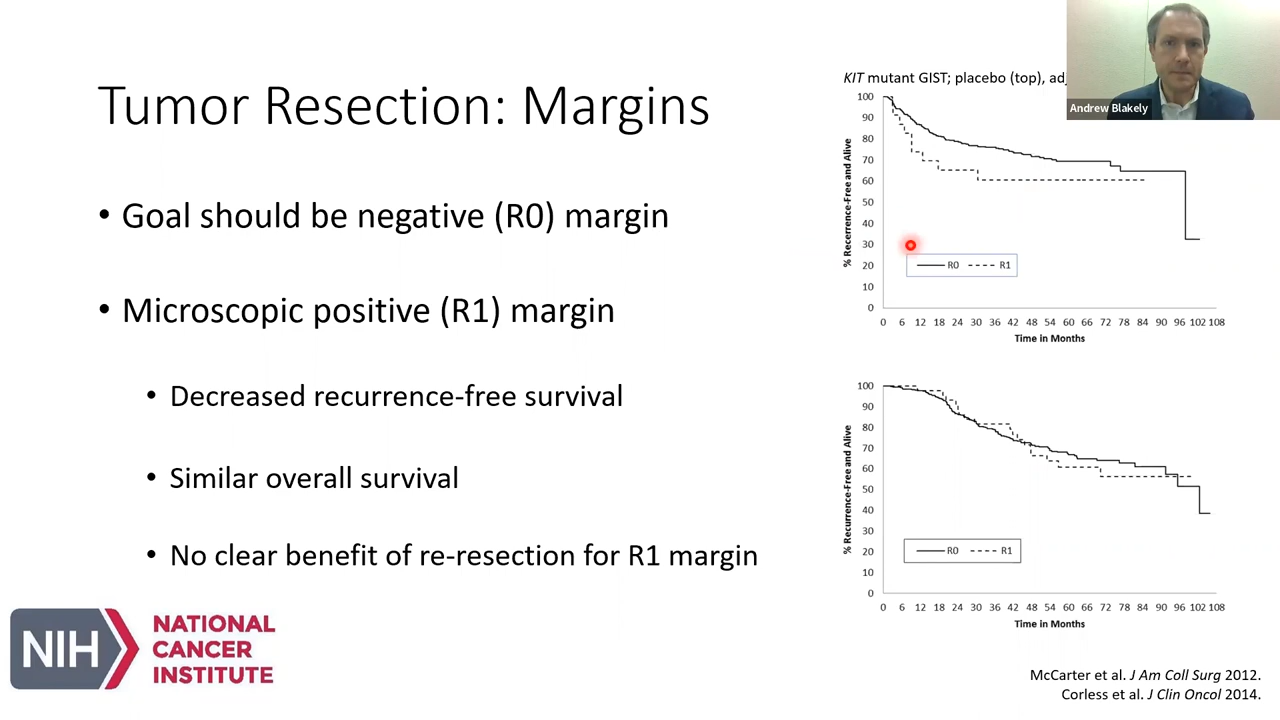 Tumor Resection: Margins
• Goal should be negative (R0) margin
• Microscopic positive (R1) margin
• Decreased recurrence-free survival
• Similar overall survival
• No clear benefit of re-resection for R1 margin
NIH
NATIONAL
CANCER
INSTITUTE
KIT mutant GIST; placebo (top),
Andrew Blakely
% Recerrence-Free and Alive
100
90
80
70
60
50
40
30
20
10
0
R0 R1
0 6 12 18 24 30 36 42 48 54 60 66 72 78 84 90 96 102 108
Time in Months
% Recurrence-Free and Alive
100
90
80
70
60
50
40
30
20
10
0
R0 R1
0 6 12 18 24 30 36 42 48 54 60 66 72 78 84 90 96 102 108
Time in Months
McCarter et al. J Am Coll Surg 2012.
Corless et al. J Clin Oncol 2014.